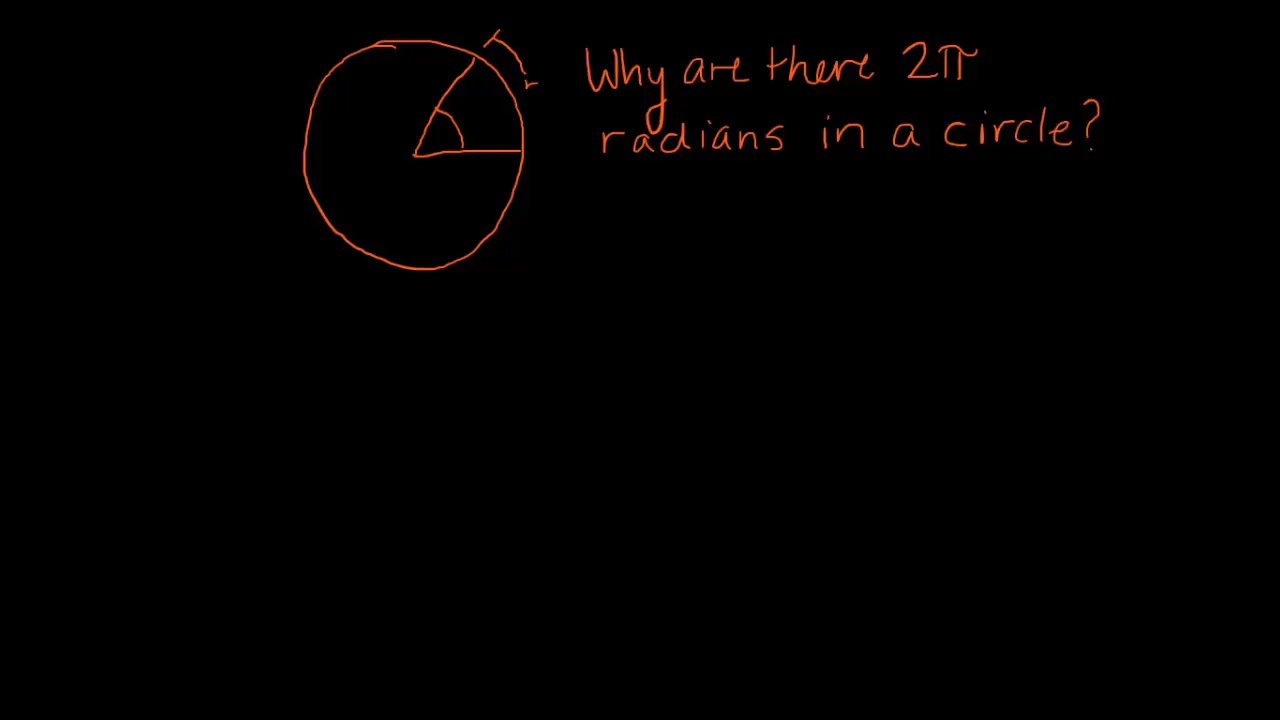 Why are there 2π
radians in a circle?
r